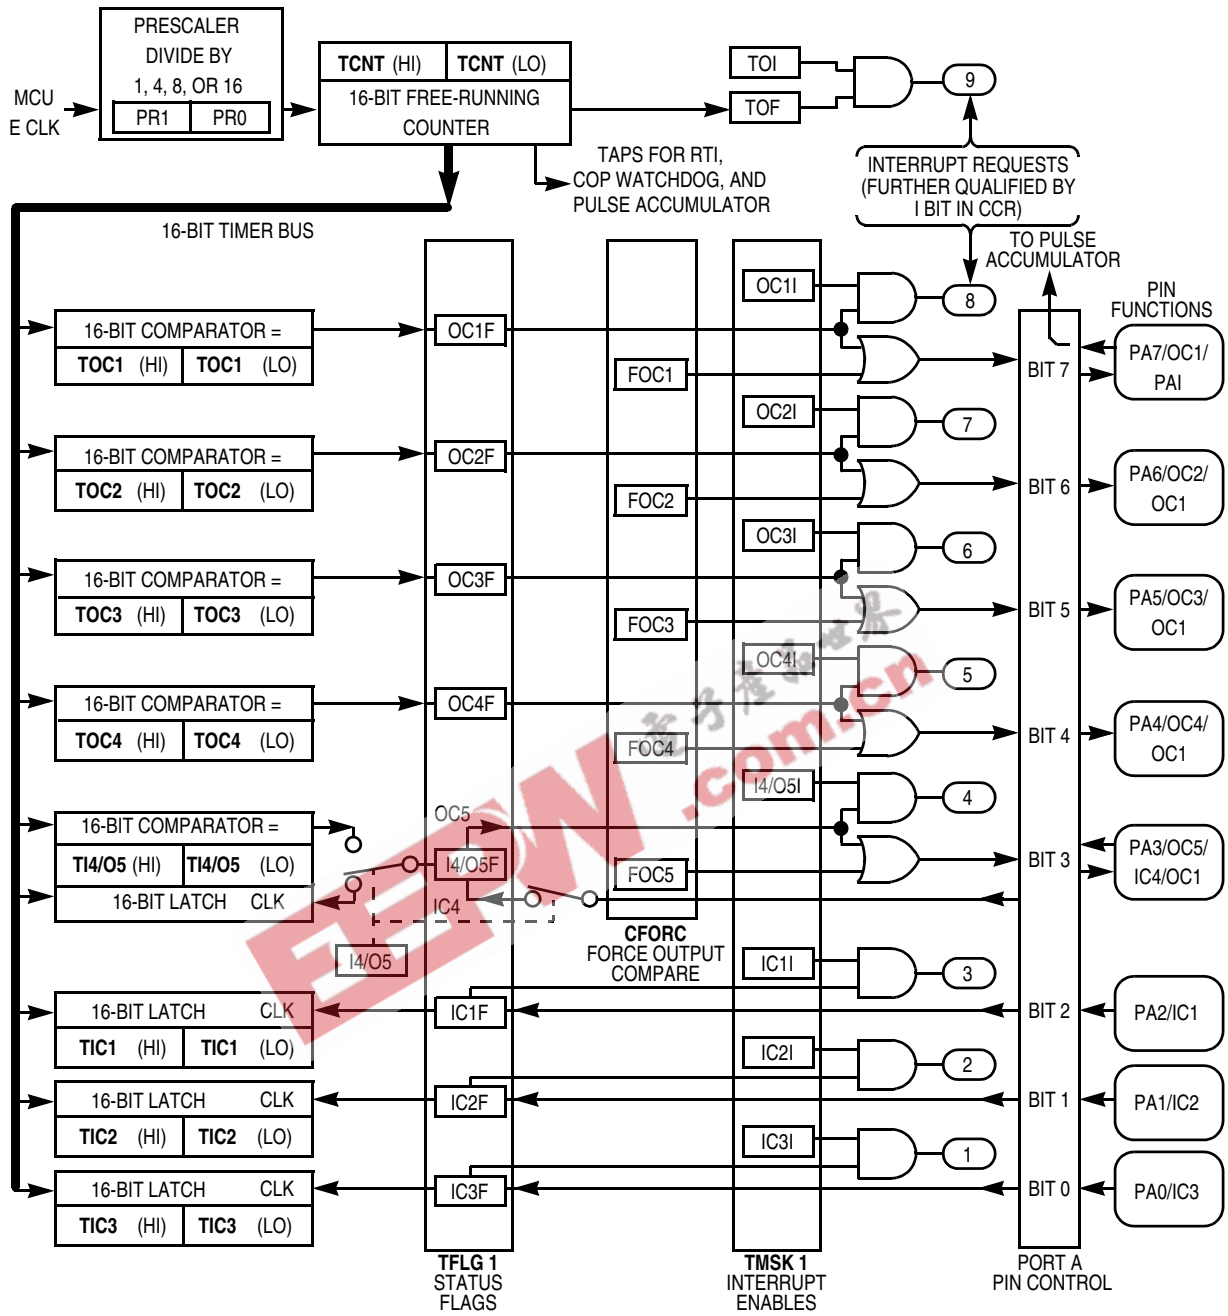 PRESCALER
DIVIDE BY
1, 4, 8, OR 16
PR1 PR0
MCU
E CLK
TCNT (HI) TCNT (LO)
16-BIT FREE-RUNNING
COUNTER
TOI
TOF
9
TAPS FOR RTI,
COP WATCHDOG, AND
PULSE ACCUMULATOR
INTERRUPT REQUESTS
(FURTHER QUALIFIED BY
I BIT IN CCR)
16-BIT TIMER BUS
TO PULSE
ACCUMULATOR
PIN
FUNCTIONS
OC1I
8
16-BIT COMPARATOR =
TOC1 (HI) TOC1 (LO)
OC1F
FOC1
BIT 7
PA7/OC1/
PAI
OC2I
7
16-BIT COMPARATOR =
TOC2 (HI) TOC2 (LO)
OC2F
FOC2
BIT 6
PA6/OC2/
OC1
OC3I
6
16-BIT COMPARATOR =
TOC3 (HI) TOC3 (LO)
OC3F
FOC3
BIT 5
PA5/OC3/
OC1
OC4I
5
16-BIT COMPARATOR =
TOC4 (HI) TOC4 (LO)
OC4F
FOC4
BIT 4
PA4/OC4/
OC1
I4/O5I
4
16-BIT COMPARATOR =
TI4/O5 (HI) TI4/O5 (LO)
16-BIT LATCH CLK
OC5
I4/O5F
IC4
I4/O5
FOC5
BIT 3
PA3/OC5/
IC4/OC1
CFORC
FORCE OUTPUT
COMPARE
IC1I
3
16-BIT LATCH CLK
TIC1 (HI) TIC1 (LO)
IC1F
BIT 2
PA2/IC1
IC2I
2
16-BIT LATCH CLK
TIC2 (HI) TIC2 (LO)
IC2F
BIT 1
PA1/IC2
IC3I
1
16-BIT LATCH CLK
TIC3 (HI) TIC3 (LO)
IC3F
BIT 0
PA0/IC3
TFLG 1
STATUS
FLAGS
TMSK 1
INTERRUPT
ENABLES
PORT A
PIN CONTROL
EEPW
.com.cn
電子產品世界